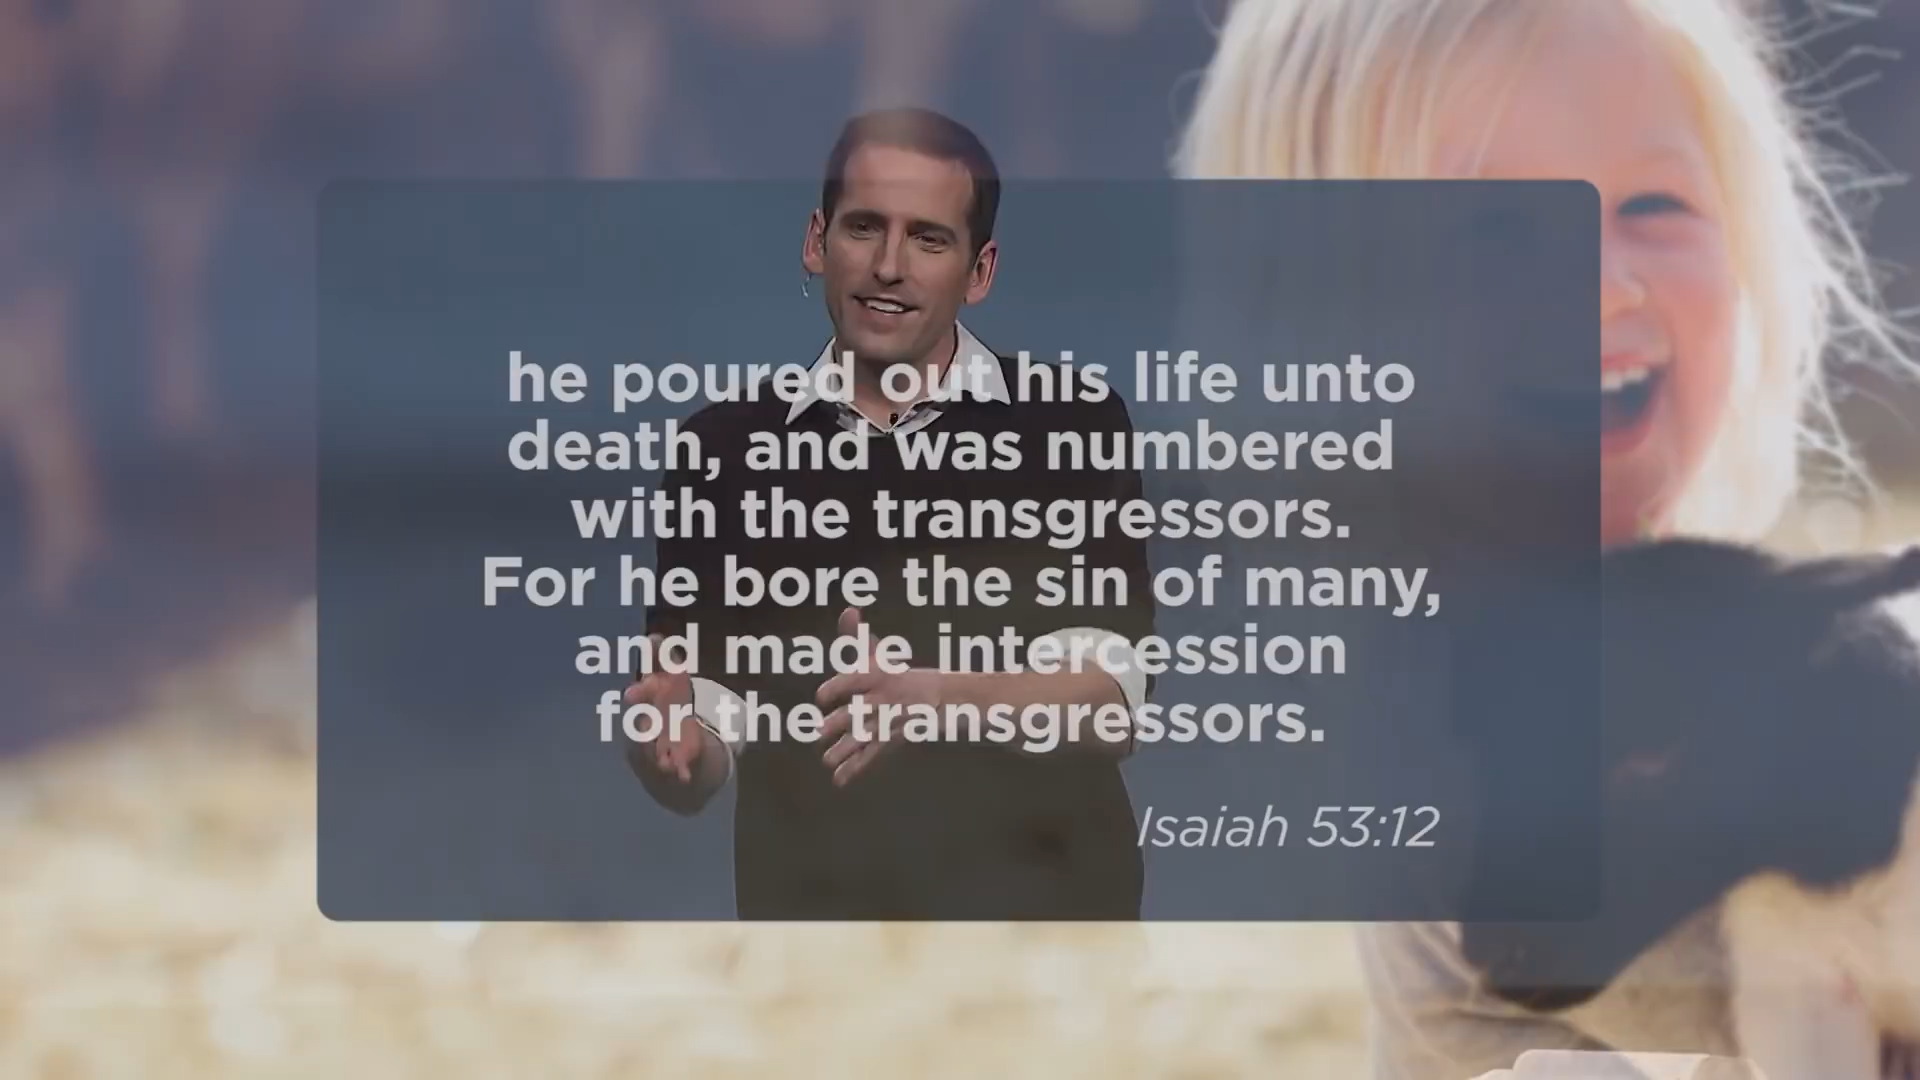 he poured out his life unto
death, and was numbered
with the transgressors.
For he bore the sin of many,
and made intercession
for the transgressors.
Isaiah 53:12